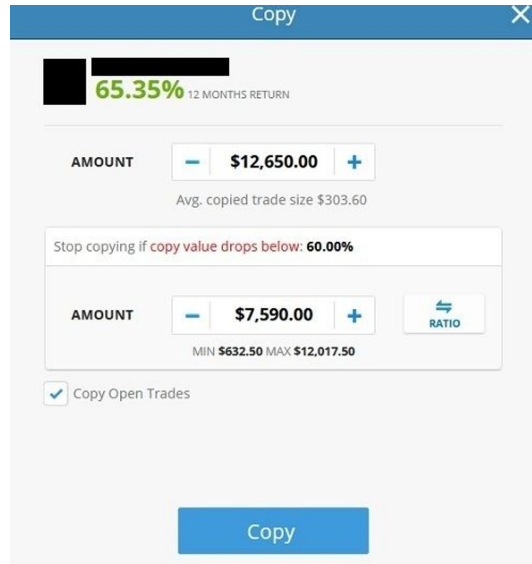 Copy
65.35% 12 MONTHS RETURN
AMOUNT − $12,650.00 +
Avg. copied trade size $303.60
Stop copying if copy value drops below: 60.00%
AMOUNT − $7,590.00 + RATIO
MIN $632.50 MAX $12,017.50
Copy Open Trades
Copy